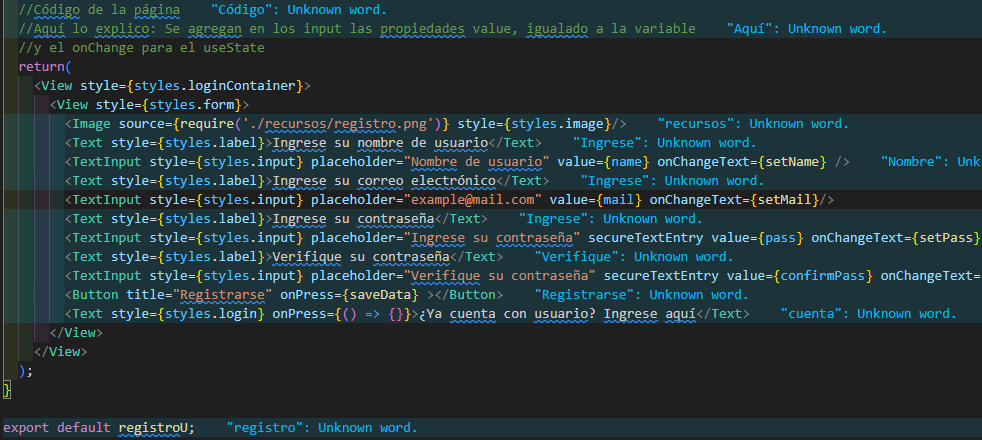 //Código de la página "Código": Unknown word.
//Aquí lo explico: Se agregan en los input las propiedades value, igualado a la variable "Aquí": Unknown word.
//y el onChange para el useState
return(
<View style={styles.loginContainer}>
<View style={styles.form}>
<Image source={require('./recursos/registro.png')} style={styles.image}/> "recursos": Unknown word.
<Text style={styles.label}>Ingrese su nombre de usuario</Text> "Ingrese": Unknown word.
<TextInput style={styles.input} placeholder="Nombre de usuario" value={name} onChangeText={setName} /> "Nombre": Unk
<Text style={styles.label}>Ingrese su correo electrónico</Text> "Ingrese": Unknown word.
<TextInput style={styles.input} placeholder="example@mail.com" value={mail} onChangeText={setMail}/>
<Text style={styles.label}>Ingrese su contraseña</Text> "Ingrese": Unknown word.
<TextInput style={styles.input} placeholder="Ingrese su contraseña" secureTextEntry value={pass} onChangeText={setPass}
<Text style={styles.label}>Verifique su contraseña</Text> "Verifique": Unknown word.
<TextInput style={styles.input} placeholder="Verifique su contraseña" secureTextEntry value={confirmPass} onChangeText=
<Button title="Registrarse" onPress={saveData} ></Button> "Registrarse": Unknown word.
<Text style={styles.login} onPress={() => {}}>¿Ya cuenta con usuario? Ingrese aquí</Text> "cuenta": Unknown word.
</View>
</View>
);
}
export default registroU; "registro": Unknown word.